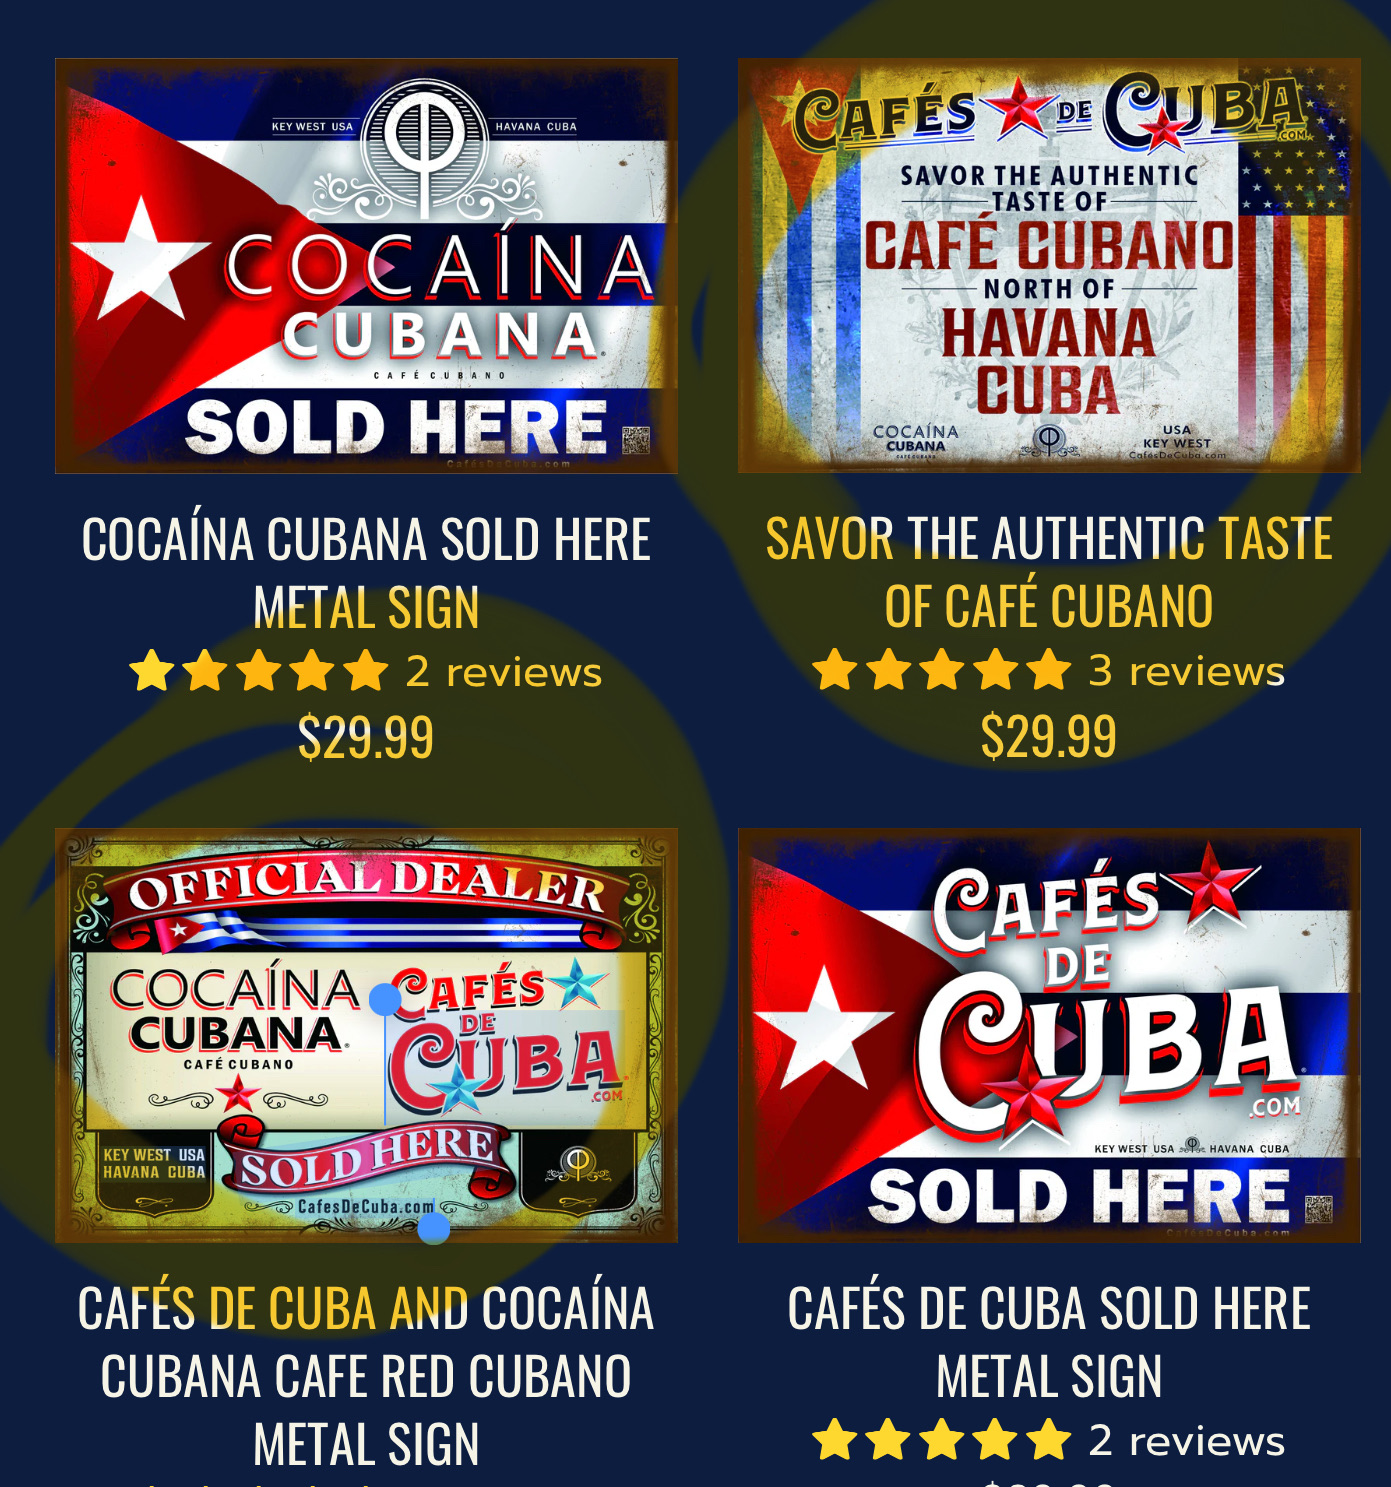 KEY WEST USA
HAVANA CUBA
COCAÍNA
CUBANA
CAFÉ CUBANO
SOLD HERE
CafésDeCuba.com
COCAÍNA CUBANA SOLD HERE
METAL SIGN
2 reviews
$29.99
CAFÉS DE CUBA
.COM
SAVOR THE AUTHENTIC
TASTE OF
CAFÉ CUBANO
NORTH OF
HAVANA
CUBA
COCAÍNA
CUBANA
CAFÉ CUBANO
USA
KEY WEST
CafésDeCuba.com
SAVOR THE AUTHENTIC TASTE
OF CAFÉ CUBANO
3 reviews
$29.99
OFFICIAL DEALER
COCAÍNA
CUBANA
CAFÉ CUBANO
CAFÉS
DE
CUBA
.COM
KEY WEST USA
HAVANA CUBA
SOLD HERE
CafesDeCuba.com
CAFÉS DE CUBA AND COCAÍNA
CUBANA CAFE RED CUBANO
METAL SIGN
CAFÉS
DE
CUBA
.COM
KEY WEST USA HAVANA CUBA
SOLD HERE
CafésDeCuba.com
CAFÉS DE CUBA SOLD HERE
METAL SIGN
2 reviews